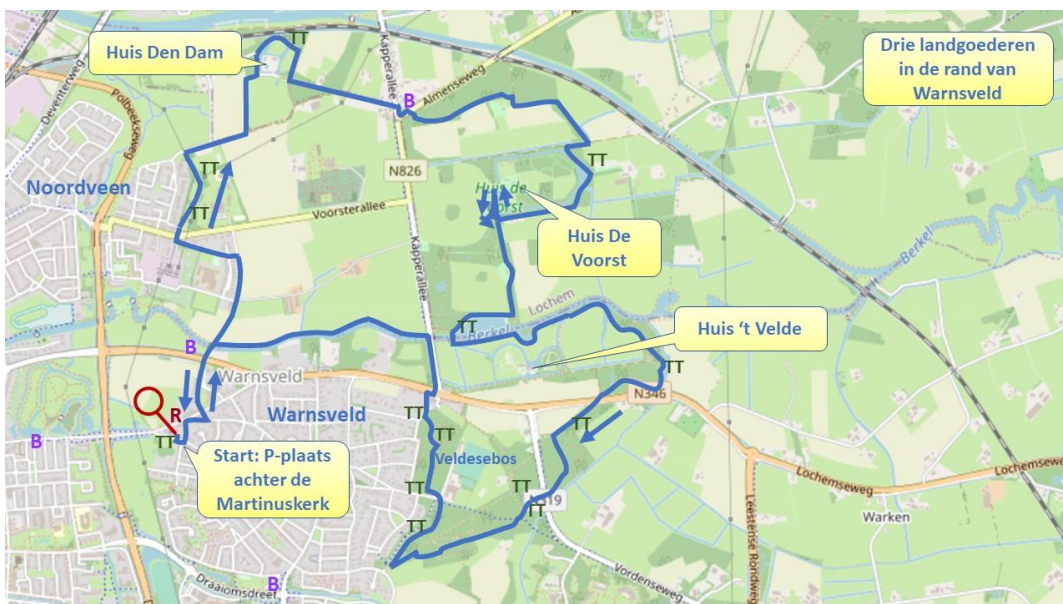 Huis Den Dam
TT
Drie landgoederen
in de rand van
Warnsveld
Deventerweg
Polbeekseweg
Kapperallee
B
Almenseweg
TT
TT
N826
Noordveen
TT
Voorsterallee
Huis de
Voorst
Huis De
Voorst
Kapperallee
Berkel
Berkel
Lochem
TT
Berkel
Huis ‘t Velde
B
Warnsveld
TT
N346
R
Warnsveld
TT
TT
B
TT
Start: P-plaats
achter de
Martinuskerk
TT
Veldesebos
TT
TT
TT
TT
N319
Lochemseweg
Lochemseweg
Warken
Leestense Rondweg
Vordenseweg
Draaiomsdreef
B